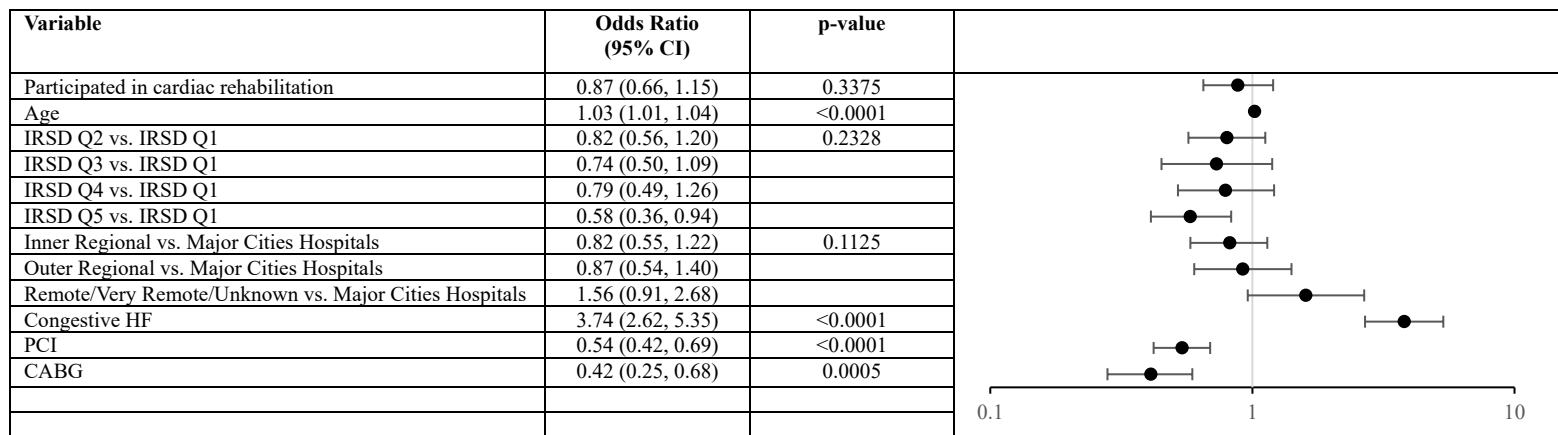 Variable Odds Ratio p-value
(95% CI)
Participated in cardiac rehabilitation 0.87 (0.66, 1.15) 0.3375
Age 1.03 (1.01, 1.04) <0.0001
IRSD Q2 vs. IRSD Q1 0.82 (0.56, 1.20) 0.2328
IRSD Q3 vs. IRSD Q1 0.74 (0.50, 1.09)
IRSD Q4 vs. IRSD Q1 0.79 (0.49, 1.26)
IRSD Q5 vs. IRSD Q1 0.58 (0.36, 0.94)
Inner Regional vs. Major Cities Hospitals 0.82 (0.55, 1.22) 0.1125
Outer Regional vs. Major Cities Hospitals 0.87 (0.54, 1.40)
Remote/Very Remote/Unknown vs. Major Cities Hospitals 1.56 (0.91, 2.68)
Congestive HF 3.74 (2.62, 5.35) <0.0001
PCI 0.54 (0.42, 0.69) <0.0001
CABG 0.42 (0.25, 0.68) 0.0005
0.1 1 10